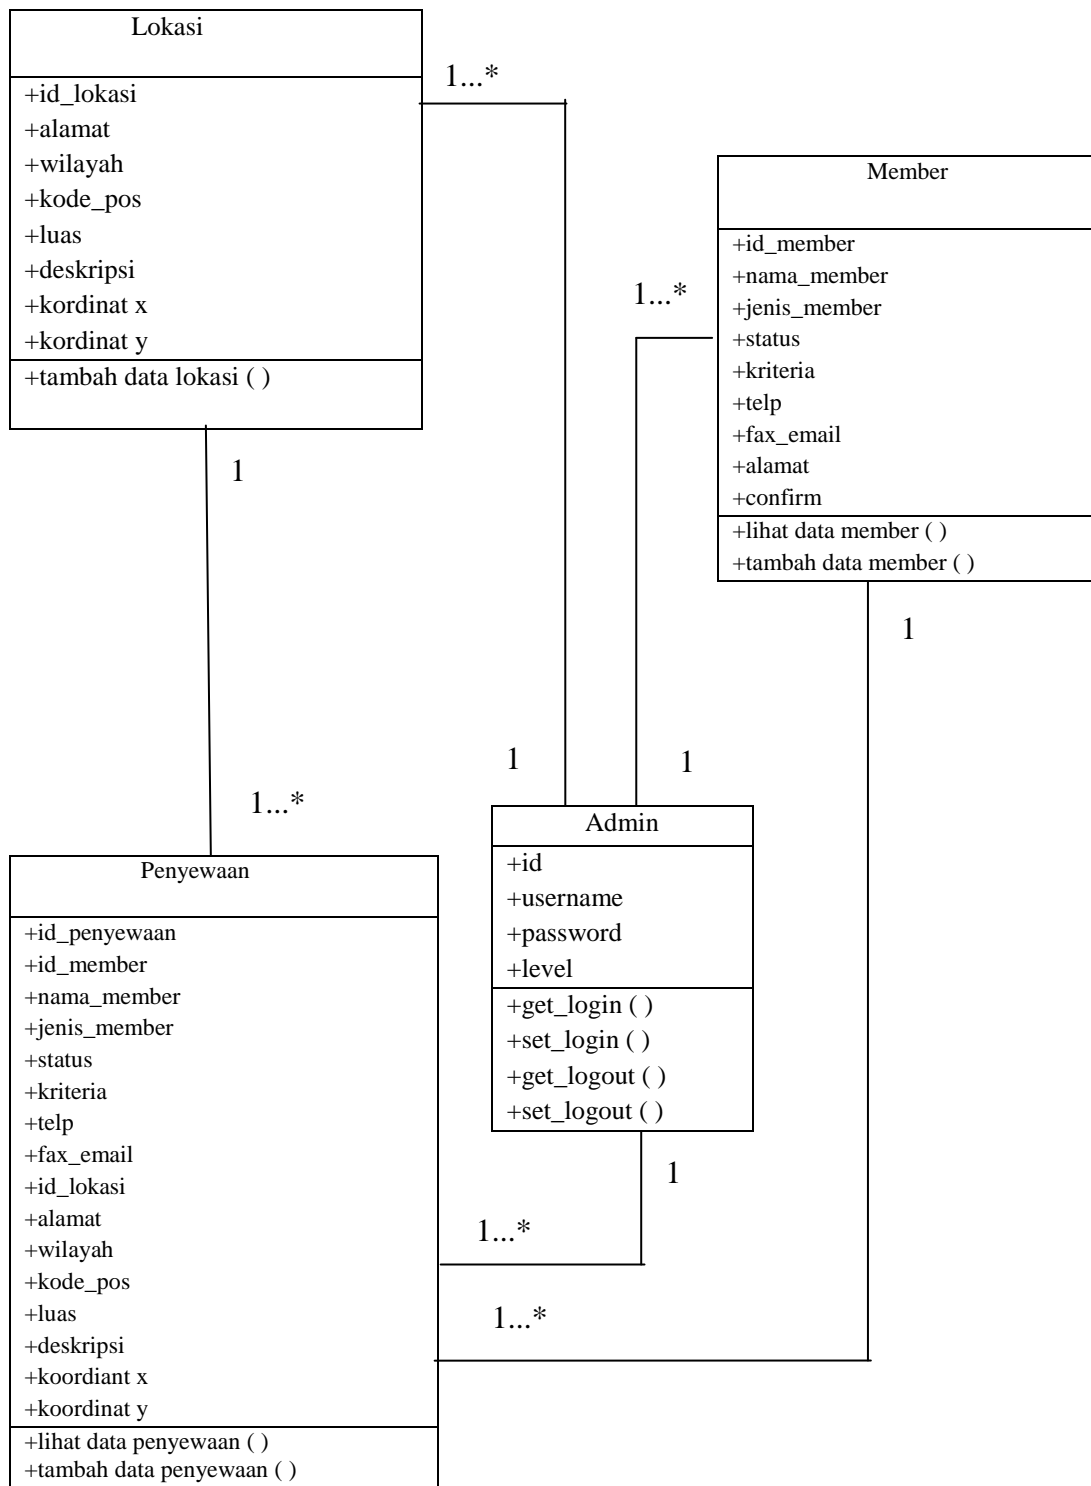 Lokasi
+id_lokasi
+alamat
+wilayah
+kode_pos
+luas
+deskripsi
+kordinat x
+kordinat y
+tambah data lokasi ( )
1...*
Member
+id_member
+nama_member
+jenis_member
+status
+kriteria
+telp
+fax_email
+alamat
+confirm
+lihat data member ( )
+tambah data member ( )
1...*
1
1
1
1
1...*
Admin
+id
+username
+password
+level
+get_login ( )
+set_login ( )
+get_logout ( )
+set_logout ( )
Penyewaan
+id_penyewaan
+id_member
+nama_member
+jenis_member
+status
+kriteria
+telp
+fax_email
+id_lokasi
+alamat
+wilayah
+kode_pos
+luas
+deskripsi
+koordiant x
+koordinat y
+lihat data penyewaan ( )
+tambah data penyewaan ( )
1
1...*
1...*